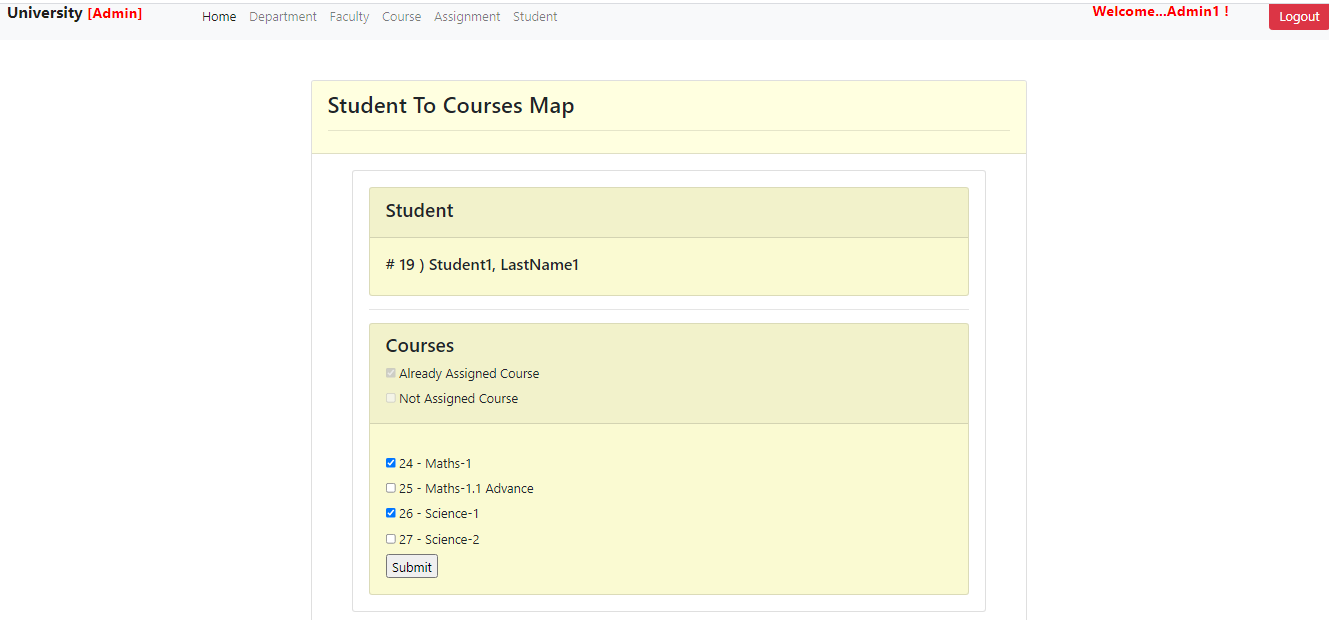 University [Admin] Home Department Faculty Course Assignment Student Welcome...Admin1 ! Logout
Student To Courses Map
Student
# 19 ) Student1, LastName1
Courses
Already Assigned Course
Not Assigned Course
24 - Maths-1
25 - Maths-1.1 Advance
26 - Science-1
27 - Science-2
Submit